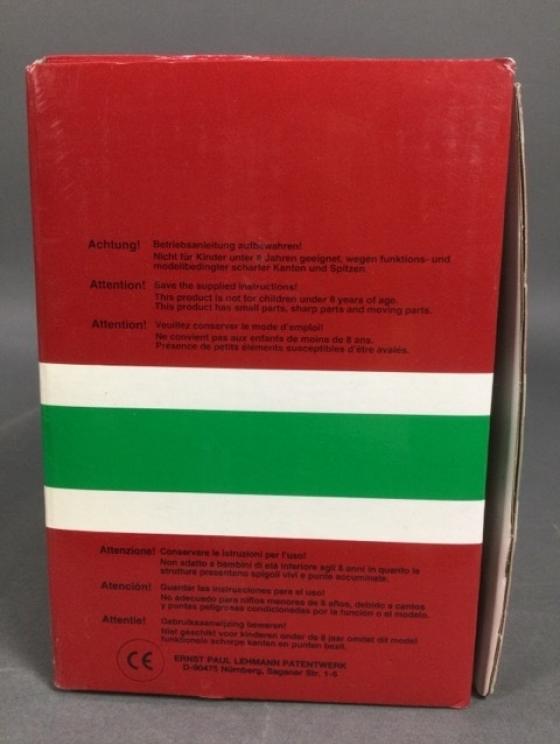 Achtung! Betriebsanleitung aufbewahren!
Nicht für Kinder unter 8 Jahren geeignet, wegen funktions- und
modellbedingter scharfer Kanten und Spitzen
Attention! Save the supplied instructions!
This product is not for children under 8 years of age.
This product has small parts, sharp parts and moving parts.
Attention! Veuillez conserver le mode d'emploi!
Ne convient pas aux enfants de moins de 8 ans.
Présence de petits éléments susceptibles d'être avalés.
Attenzione! Conservare le istruzioni per l'uso!
Non adatto a bambini di età inferiore agli 8 anni in quanto le
strutture presentano spigoli vivi e punte accuminate.
Atención! Guardar las instrucciones para el uso!
No adecuado para niños menores de 8 años, debido a cantos
y puntas peligrosas condicionadas por la función o el modelo.
Attentie! Gebruiksaanwijzing bewaren!
Niet geschikt voor kinderen onder de 8 jaar omdat dit model
funktionele scherpe kanten en punten bezit.
CE
ERNST PAUL LEHMANN PATENTWERK
D-90475 Nürnberg, Saganer Str. 1-5